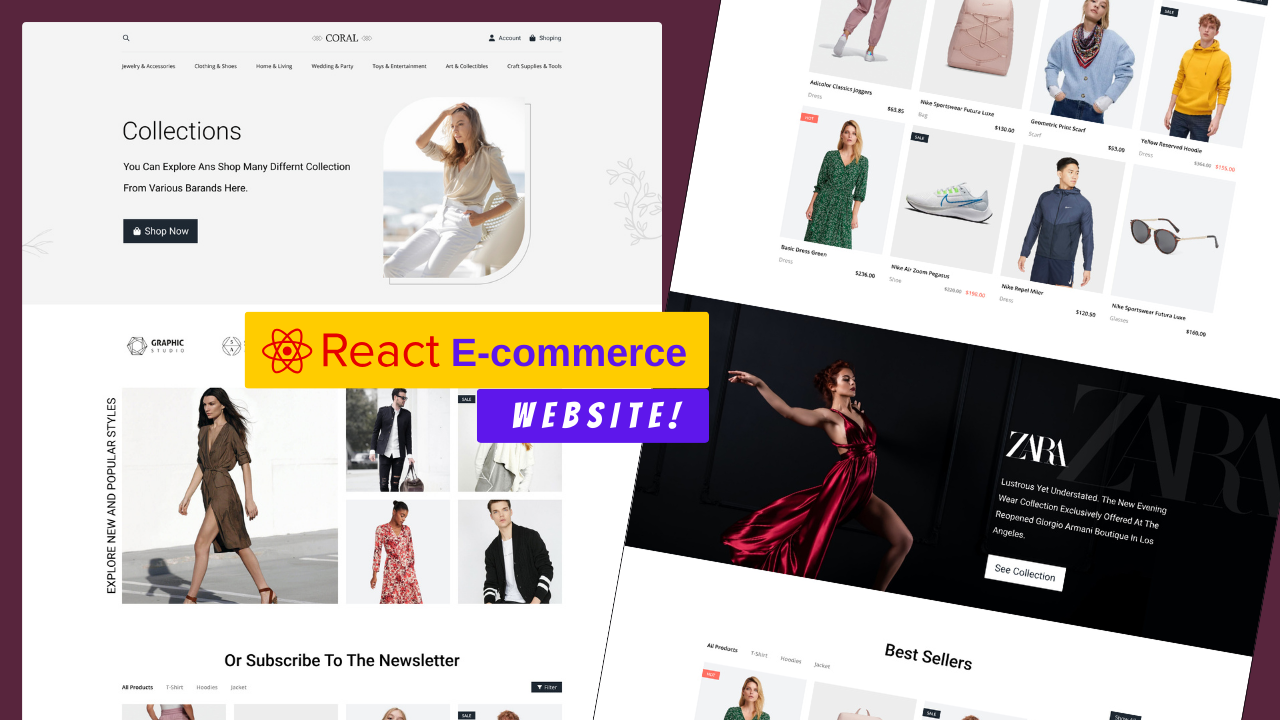 CORAL
Account
Shoping
Jewelry & Accessories
Clothing & Shoes
Home & Living
Wedding & Party
Toys & Entertainment
Art & Collectibles
Craft Supplies & Tools
Collections
You Can Explore Ans Shop Many Differnt Collection
From Various Barands Here.
Shop Now
GRAPHIC
STUDIO
React E-commerce
WEBSITE!
EXPLORE NEW AND POPULAR STYLES
SALE
Or Subscribe To The Newsletter
All Products
T-Shirt
Hoodies
Jacket
Filter
SALE
SALE
Adicolor Classics Joggers
Dress
$63.85
Nike Sportswear Futura Luxe
Bag
$130.00
Geometric Print Scarf
Scarf
$53.00
Yellow Reserved Hoodie
Dress
$364.00 $155.00
HOT
Basic Dress Green
Dress
$236.00
SALE
Nike Air Zoom Pegasus
Shoe
$220.00 $190.00
Nike Repel Miler
Dress
$120.50
Nike Sportswear Futura Luxe
Glasses
$160.00
ZARA
ZARA
Lustrous Yet Understated. The New Evening
Wear Collection Exclusively Offered At The
Reopened Giorgio Armani Boutique In Los
Angeles.
See Collection
Best Sellers
All Products
T-Shirt
Hoodies
Jacket
HOT
SALE